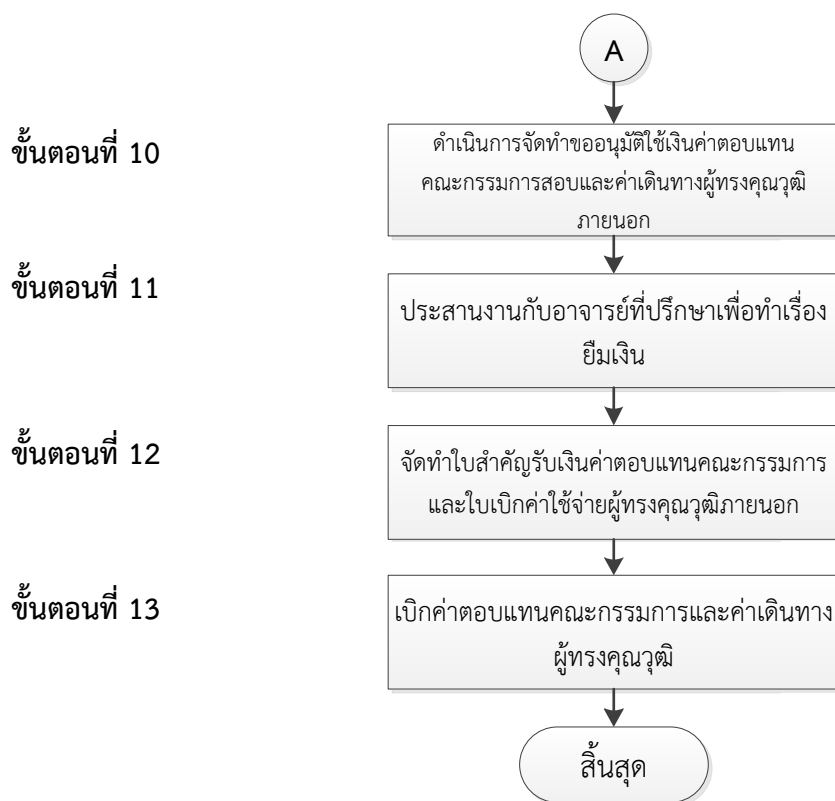 A
ขั้นตอนที่ 10
ดำเนินการจัดทำขออนุมัติใช้เงินค่าตอบแทน
คณะกรรมการสอบและค่าเดินทางผู้ทรงคุณวุฒิ
ภายนอก
ขั้นตอนที่ 11
ประสานงานกับอาจารย์ที่ปรึกษาเพื่อทำเรื่อง
ยืมเงิน
ขั้นตอนที่ 12
จัดทำใบสำคัญรับเงินค่าตอบแทนคณะกรรมการ
และใบเบิกค่าใช้จ่ายผู้ทรงคุณวุฒิภายนอก
ขั้นตอนที่ 13
เบิกค่าตอบแทนคณะกรรมการและค่าเดินทาง
ผู้ทรงคุณวุฒิ
สิ้นสุด